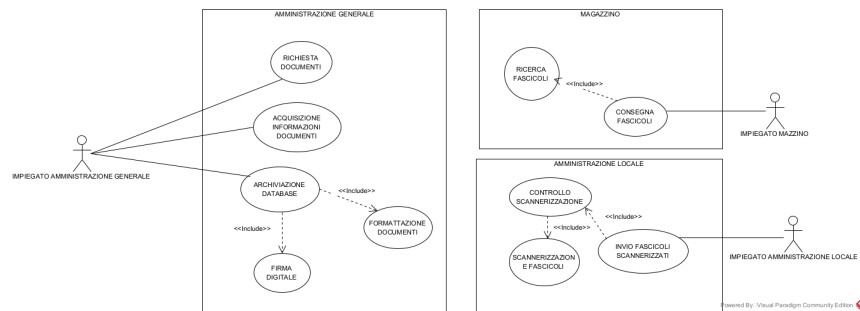 AMMINISTRAZIONE GENERALE
RICHIESTA
DOCUMENTI
ACQUISIZIONE
INFORMAZIONI
DOCUMENTI
IMPIEGATO AMMINISTRAZIONE GENERALE
ARCHIVIAZIONE
DATABASE
<<Include>>
<<Include>>
FORMATTAZIONE
DOCUMENTI
FIRMA
DIGITALE
MAGAZZINO
RICERCA
FASCICOLI
<<Include>>
CONSEGNA
FASCICOLI
IMPIEGATO MAZZINO
AMMINISTRAZIONE LOCALE
CONTROLLO
SCANNERIZZAZIONE
<<Include>>
<<Include>>
SCANNERIZZAZION
E FASCICOLI
INVIO FASCICOLI
SCANNERIZZATI
IMPIEGATO AMMINISTRAZIONE LOCALE
Powered By: Visual Paradigm Community Edition